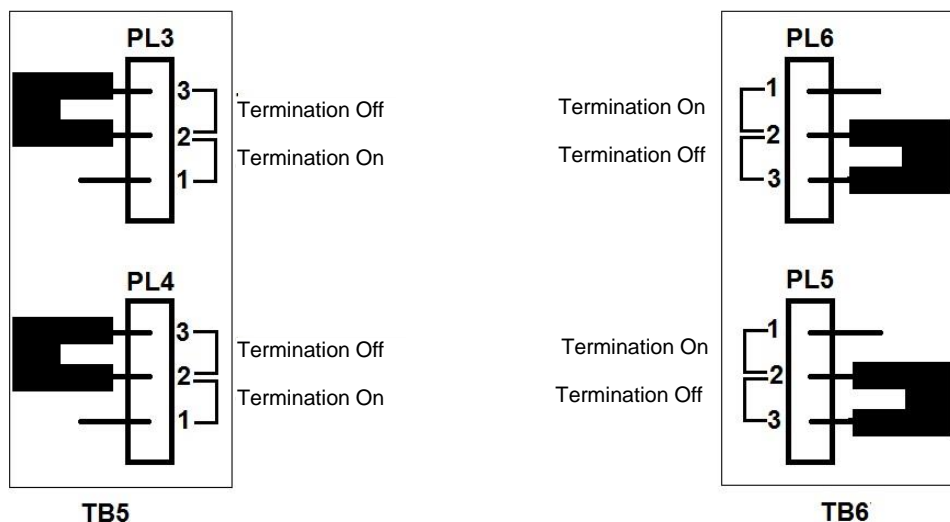 PL3
3
Termination Off
2
Termination On
1
PL4
3
Termination Off
2
Termination On
1
TB5
PL6
1
Termination On
2
Termination Off
3
PL5
1
Termination On
2
Termination Off
3
TB6